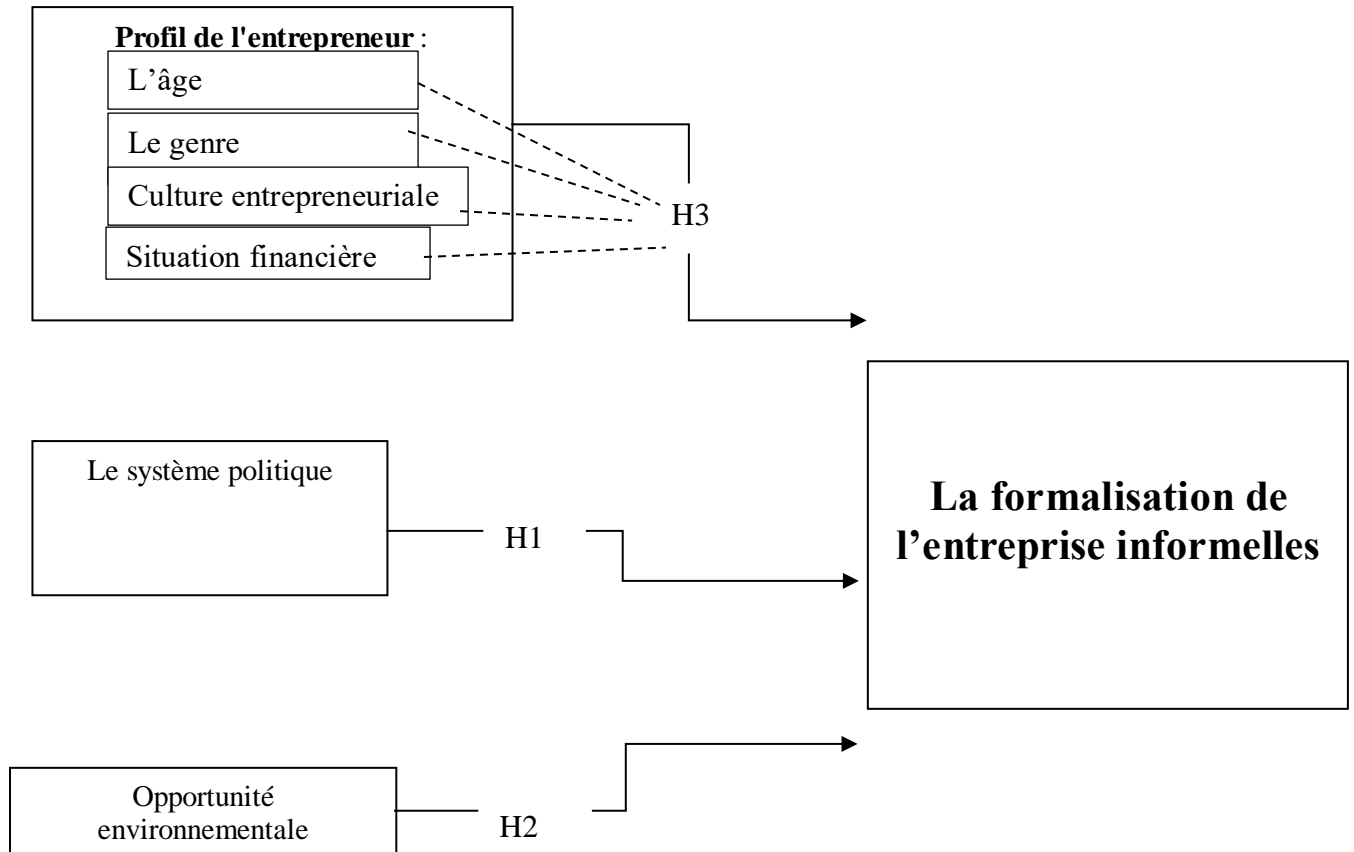 Profil de l'entrepreneur :
L’âge
Le genre
Culture entrepreneuriale
Situation financière
H3
Le système politique
H1
La formalisation de
l’entreprise informelles
Opportunité
environnementale
H2